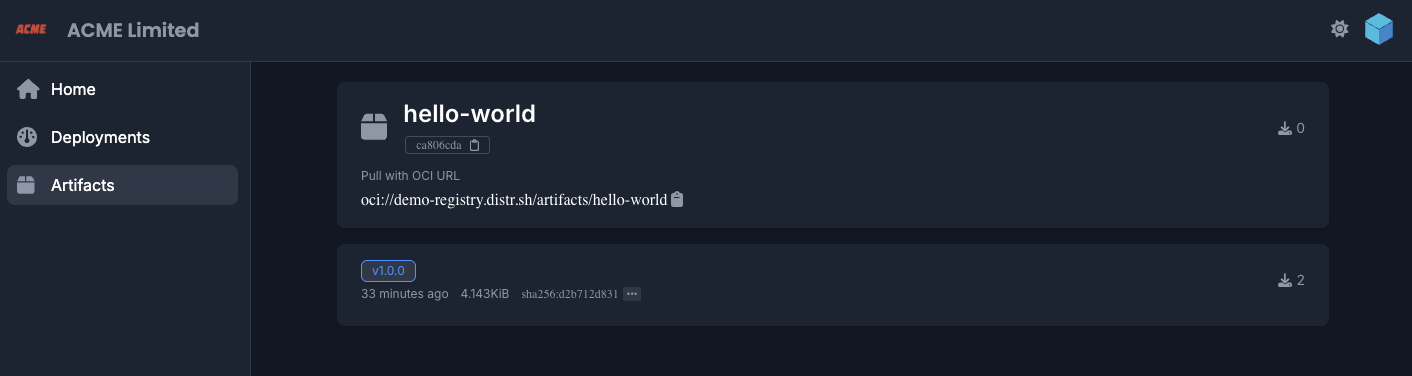 ACME ACME Limited
Home
Deployments
Artifacts
hello-world
0
ca806cda
Pull with OCI URL
oci://demo-registry.distr.sh/artifacts/hello-world
v1.0.0
2
33 minutes ago 4.143KiB sha256:d2b712d831 ...